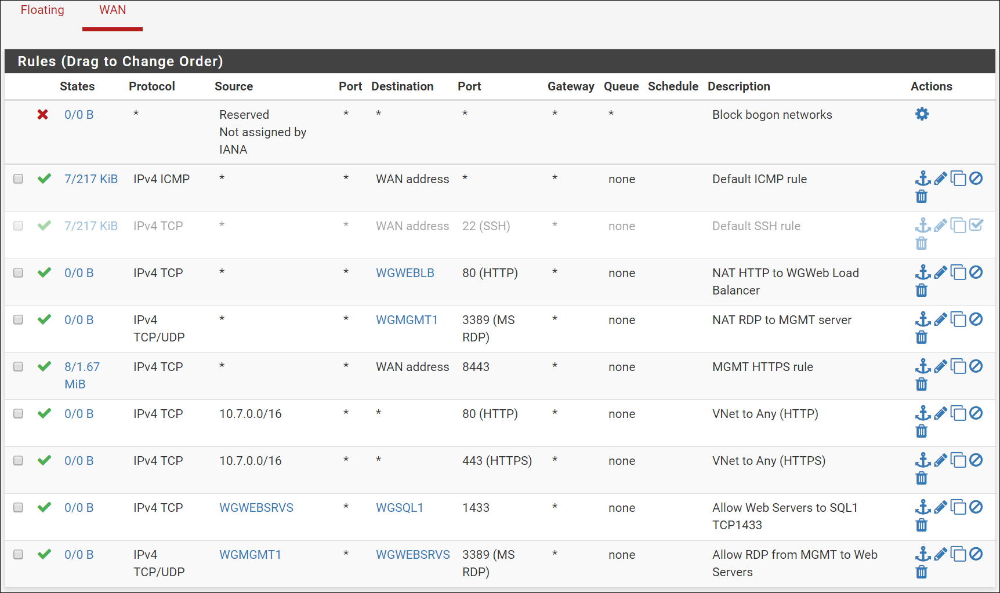 Floating WAN
Rules (Drag to Change Order)
States Protocol Source Port Destination Port Gateway Queue Schedule Description Actions
0/0 B * Reserved * * * * * Block bogon networks
Not assigned by
IANA
7/217 KiB IPv4 ICMP * * WAN address * * none Default ICMP rule
7/217 KiB IPv4 TCP * * WAN address 22 (SSH) * none Default SSH rule
0/0 B IPv4 TCP * * WGWEBLB 80 (HTTP) * none NAT HTTP to WGWeb Load
Balancer
0/0 B IPv4 * * WGMGMT1 3389 (MS * none NAT RDP to MGMT server
TCP/UDP RDP)
8/1.67 IPv4 TCP * * WAN address 8443 * none MGMT HTTPS rule
MiB
0/0 B IPv4 TCP 10.7.0.0/16 * * 80 (HTTP) * none VNet to Any (HTTP)
0/0 B IPv4 TCP 10.7.0.0/16 * * 443 (HTTPS) * none VNet to Any (HTTPS)
0/0 B IPv4 TCP WGWEBSRVS * WGSQL1 1433 * none Allow Web Servers to SQL1
TCP1433
0/0 B IPv4 WGMGMT1 * WGWEBSRVS 3389 (MS * none Allow RDP from MGMT to Web
TCP/UDP RDP) Servers